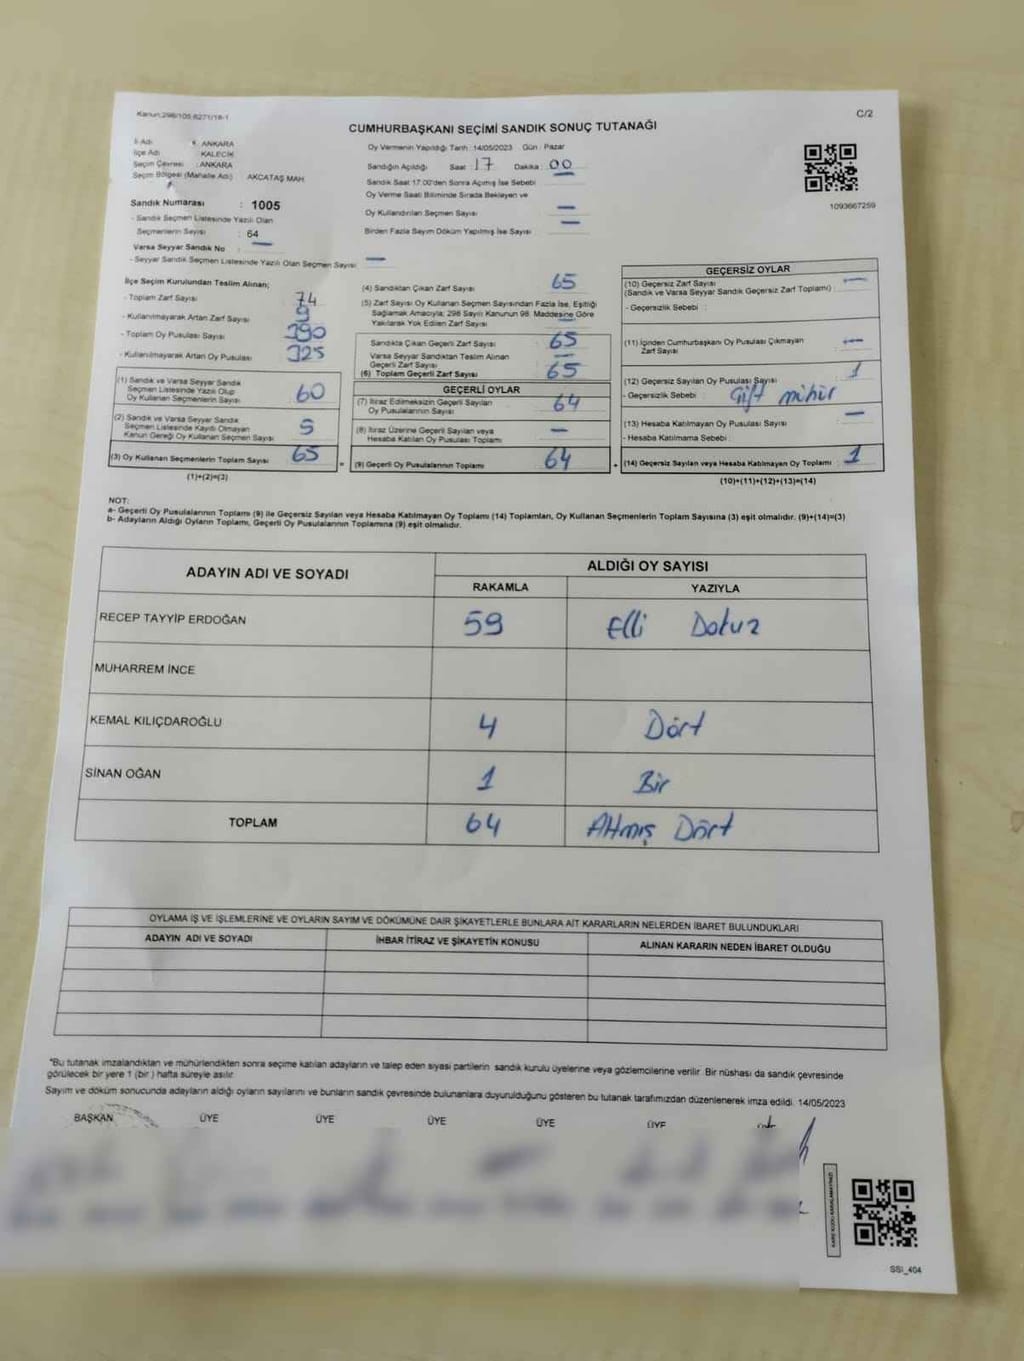 Kanun:298/105 6271/18-1
C/2
CUMHURBAŞKANI SEÇİMİ SANDIK SONUÇ TUTANAĞI
İl Adı : ANKARA
İlçe Adı KALECİK
Seçim Çevresi : ANKARA
Seçim Bölgesi (Mahalle Adı) : AKCATAŞ MAH.
Sandık Numarası : 1005
- Sandık Seçmen Listesinde Yazılı Olan
Seçmenlerin Sayısı : 64
Varsa Seyyar Sandık No : —
- Seyyar Sandık Seçmen Listesinde Yazılı Olan Seçmen Sayısı : —
Oy Vermenin Yapıldığı Tarih :14/05/2023 Gün : Pazar
Sandığın Açıldığı Saat : 17 Dakika : 00
Sandık Saat 17:00'den Sonra Açılmış İse Sebebi
Oy Verme Saati Bitiminde Sırada Bekleyen ve
Oy Kullandırılan Seçmen Sayısı —
Birden Fazla Sayım Döküm Yapılmış İse Sayısı —
1093667259
İlçe Seçim Kurulundan Teslim Alınan;
- Toplam Zarf Sayısı 74
- Kullanılmayarak Artan Zarf Sayısı 9
- Toplam Oy Pusulası Sayısı 390
- Kullanılmayarak Artan Oy Pusulası 325
(1) Sandık ve Varsa Seyyar Sandık
Seçmen Listesinde Yazılı Olup
Oy Kullanan Seçmenlerin Sayısı 60
(2) Sandık ve Varsa Seyyar Sandık
Seçmen Listesinde Kayıtlı Olmayan
Kanun Gereği Oy Kullanan Seçmen Sayısı 5
(3) Oy Kullanan Seçmenlerin Toplam Sayısı 65
(1)+(2)=(3)
(4) Sandıktan Çıkan Zarf Sayısı 65
(5) Zarf Sayısı Oy Kullanan Seçmen Sayısından Fazla İse, Eşitliği
Sağlamak Amacıyla; 298 Sayılı Kanunun 98. Maddesine Göre
Yakılarak Yok Edilen Zarf Sayısı —
Sandıkta Çıkan Geçerli Zarf Sayısı 65
Varsa Seyyar Sandıktan Teslim Alınan
Geçerli Zarf Sayısı —
(6) Toplam Geçerli Zarf Sayısı 65
GEÇERLİ OYLAR
(7) İtiraz Edilmeksizin Geçerli Sayılan
Oy Pusulalarının Sayısı 64
(8) İtiraz Üzerine Geçerli Sayılan veya
Hesaba Katılan Oy Pusulası Toplamı —
= (9) Geçerli Oy Pusulalarının Toplamı 64
GEÇERSİZ OYLAR
(10) Geçersiz Zarf Sayısı
(Sandık ve Varsa Seyyar Sandık Geçersiz Zarf Toplamı) : —
- Geçersizlik Sebebi :
(11) İçinden Cumhurbaşkanı Oy Pusulası Çıkmayan
Zarf Sayısı : —
(12) Geçersiz Sayılan Oy Pusulası Sayısı 1
- Geçersizlik Sebebi : Çift mühür
(13) Hesaba Katılmayan Oy Pusulası Sayısı —
- Hesaba Katılmama Sebebi
+ (14) Geçersiz Sayılan veya Hesaba Katılmayan Oy Toplamı : 1
(10)+(11)+(12)+(13)=(14)
NOT:
a- Geçerli Oy Pusulalarının Toplamı (9) ile Geçersiz Sayılan veya Hesaba Katılmayan Oy Toplamı (14) Toplamları, Oy Kullanan Seçmenlerin Toplam Sayısına (3) eşit olmalıdır. (9)+(14)=(3)
b- Adayların Aldığı Oyların Toplamı, Geçerli Oy Pusulalarının Toplamına (9) eşit olmalıdır.
ADAYIN ADI VE SOYADI
ALDIĞI OY SAYISI
RAKAMLA YAZIYLA
RECEP TAYYİP ERDOĞAN 59 Elli Dokuz
MUHARREM İNCE
KEMAL KILIÇDAROĞLU 4 Dört
SİNAN OĞAN 1 Bir
TOPLAM 64 Altmış Dört
OYLAMA İŞ VE İŞLEMLERİNE VE OYLARIN SAYIM VE DÖKÜMÜNE DAİR ŞİKAYETLERLE BUNLARA AİT KARARLARIN NELERDEN İBARET BULUNDUKLARI
ADAYIN ADI VE SOYADI İHBAR İTİRAZ VE ŞİKAYETİN KONUSU ALINAN KARARIN NEDEN İBARET OLDUĞU
*Bu tutanak imzalandıktan ve mühürlendikten sonra seçime katılan adayların ve talep eden siyasi partilerin sandık kurulu üyelerine veya gözlemcilerine verilir. Bir nüshası da sandık çevresinde
görülecek bir yere 1 (bir) hafta süreyle asılır.
Sayım ve döküm sonucunda adayların aldığı oyların sayılarını ve bunların sandık çevresinde bulunanlara duyurulduğunu gösteren bu tutanak tarafımızdan düzenlenerek imza edildi. 14/05/2023
BAŞKAN ÜYE ÜYE ÜYE ÜYE ÜYE
SSI_404